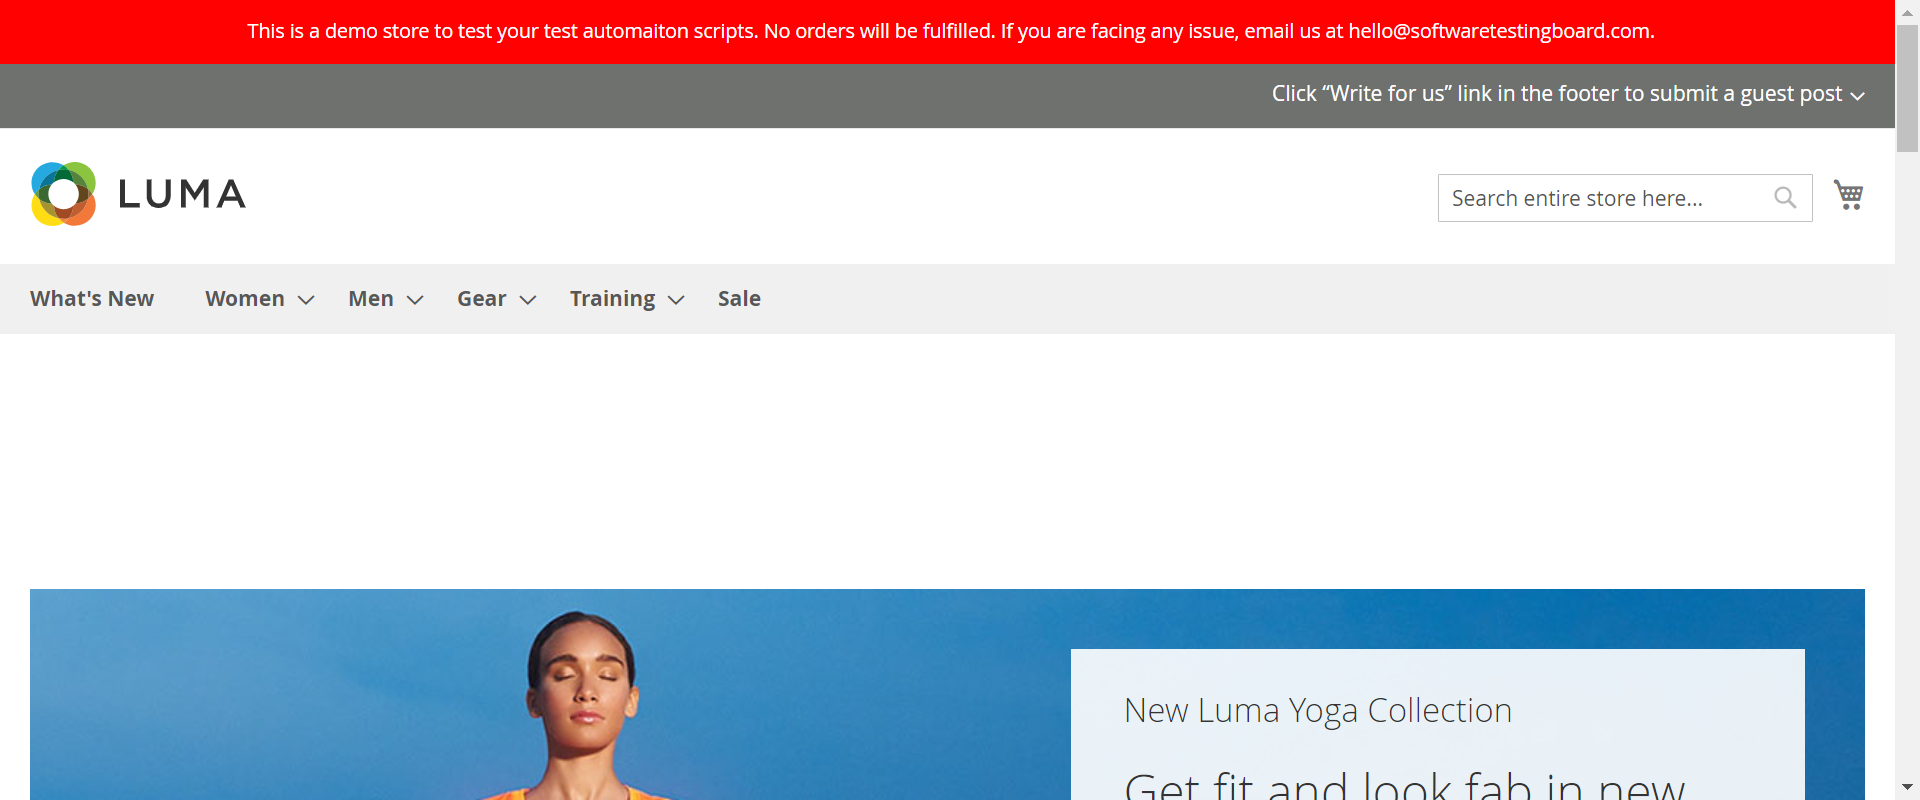 This is a demo store to test your test automaiton scripts. No orders will be fulfilled. If you are facing any issue, email us at hello@softwaretestingboard.com.
Click “Write for us” link in the footer to submit a guest post
LUMA
Search entire store here...
What's New Women Men Gear Training Sale
New Luma Yoga Collection
Get fit and look fab in new